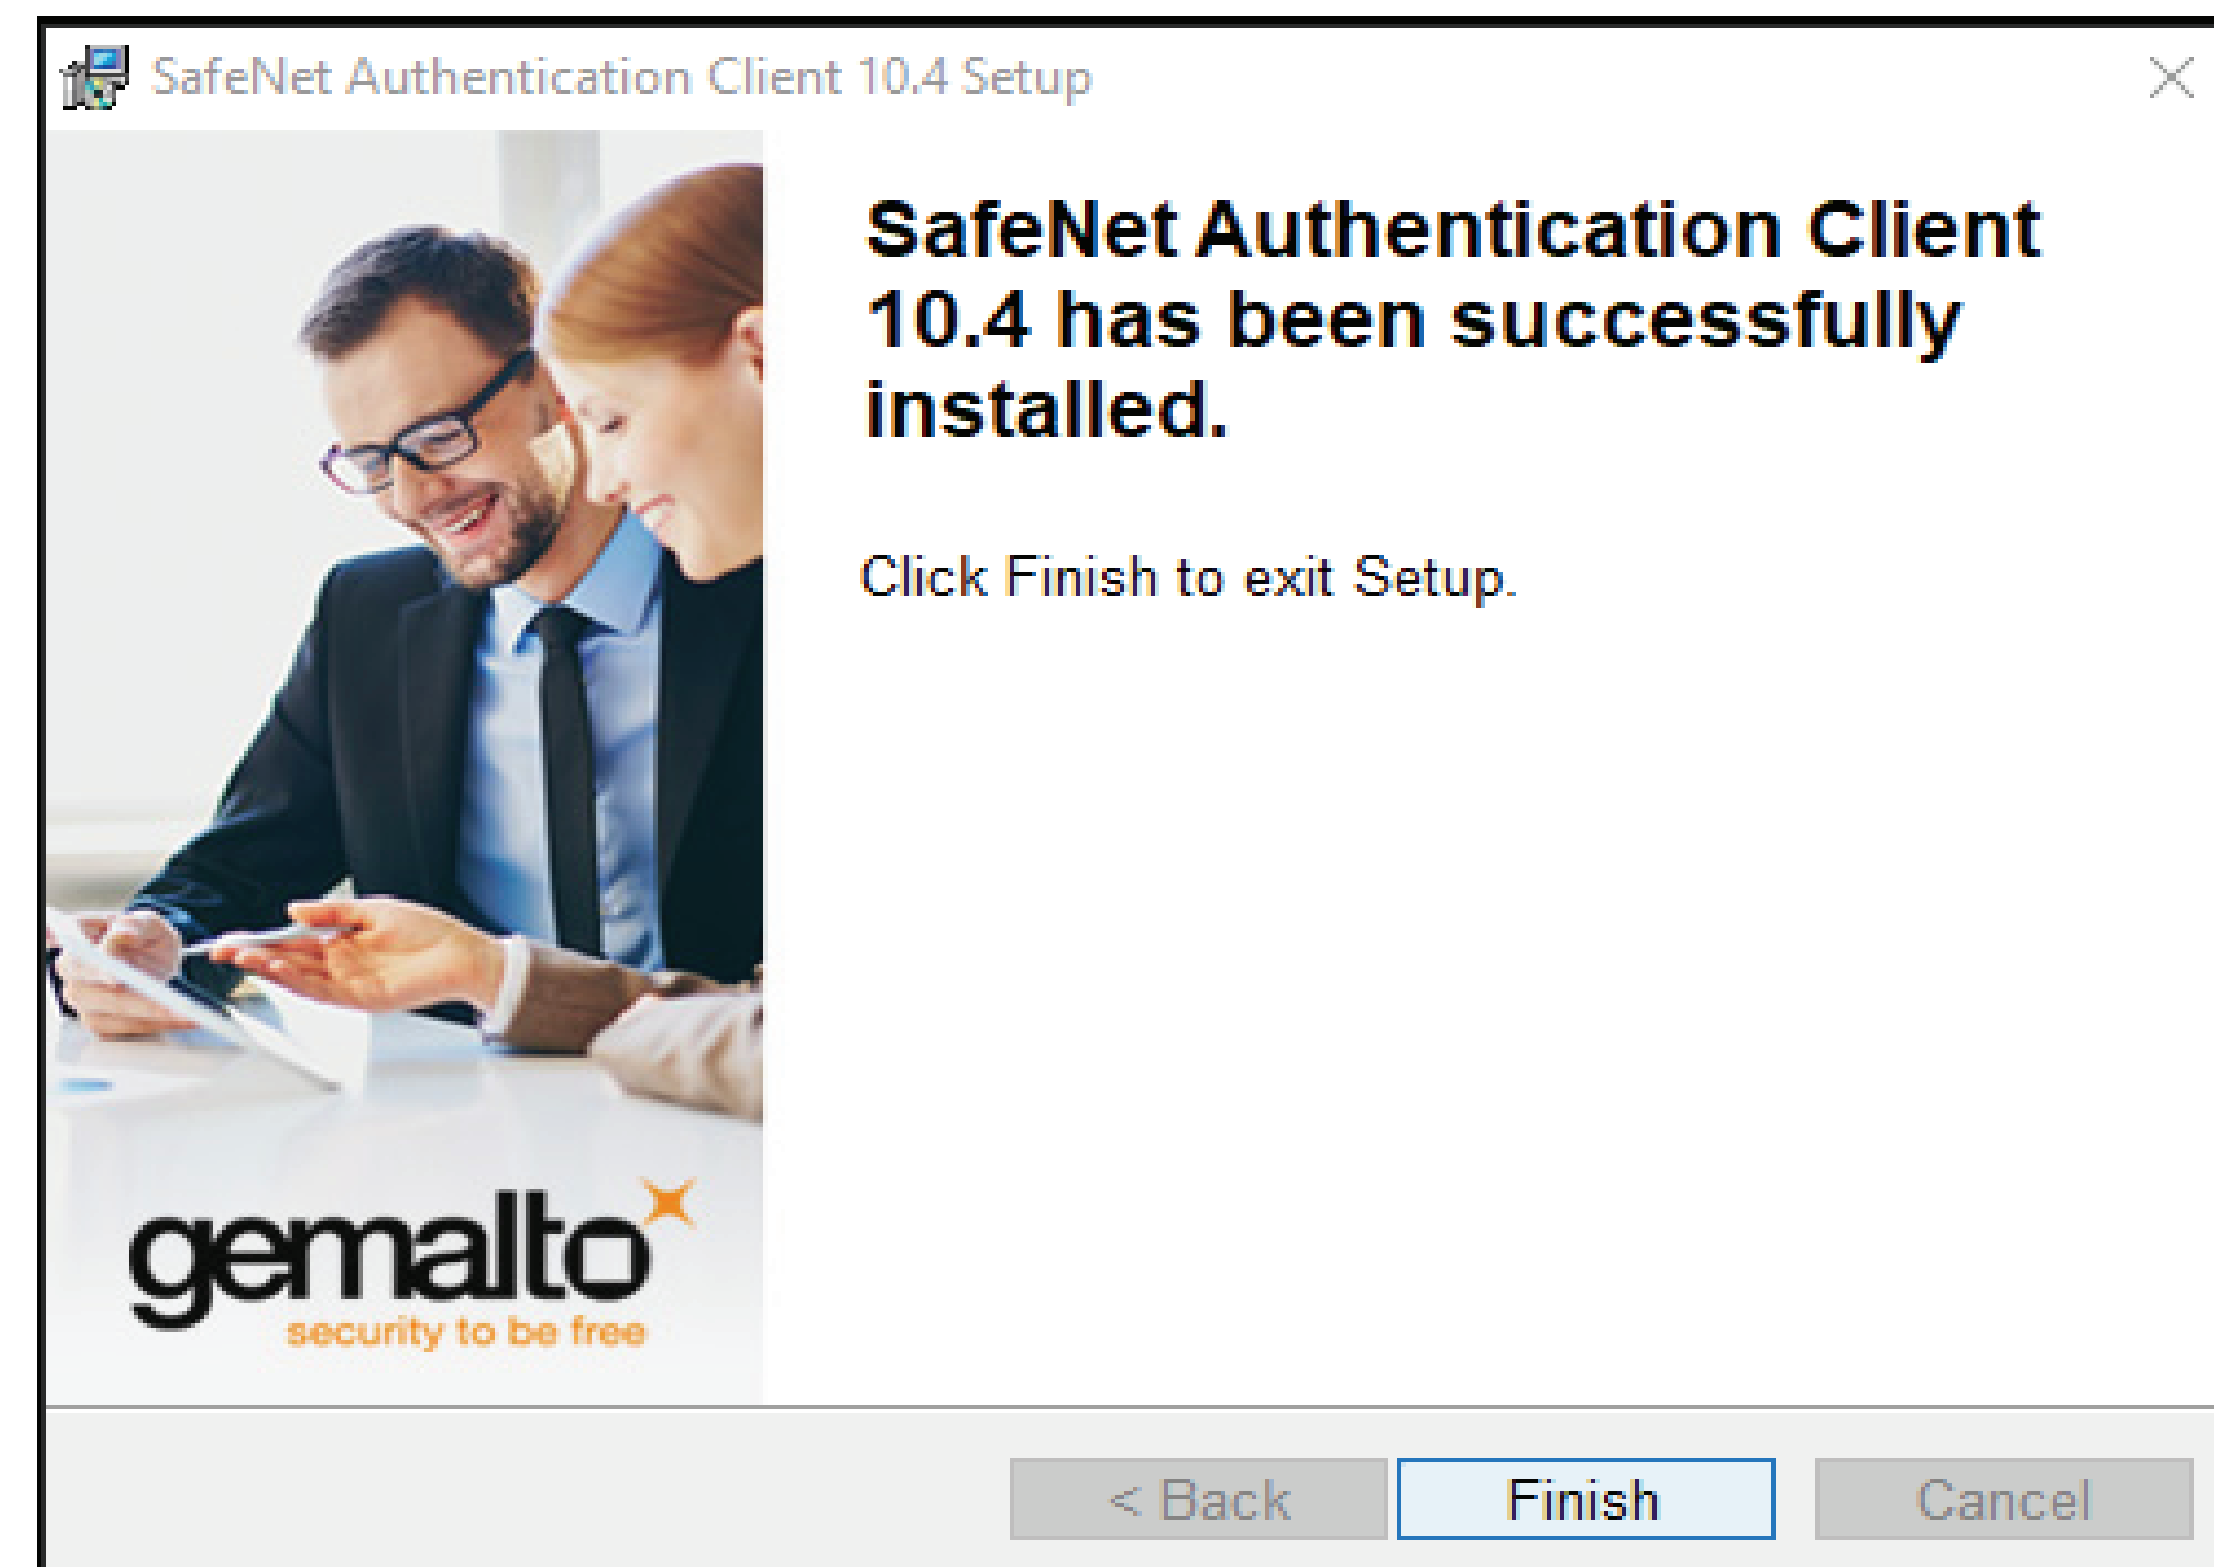 SafeNet Authentication Client 10.4 Setup
SafeNet Authentication Client
10.4 has been successfully
installed.
Click Finish to exit Setup.
gemalto
security to be free
< Back
Finish
Cancel